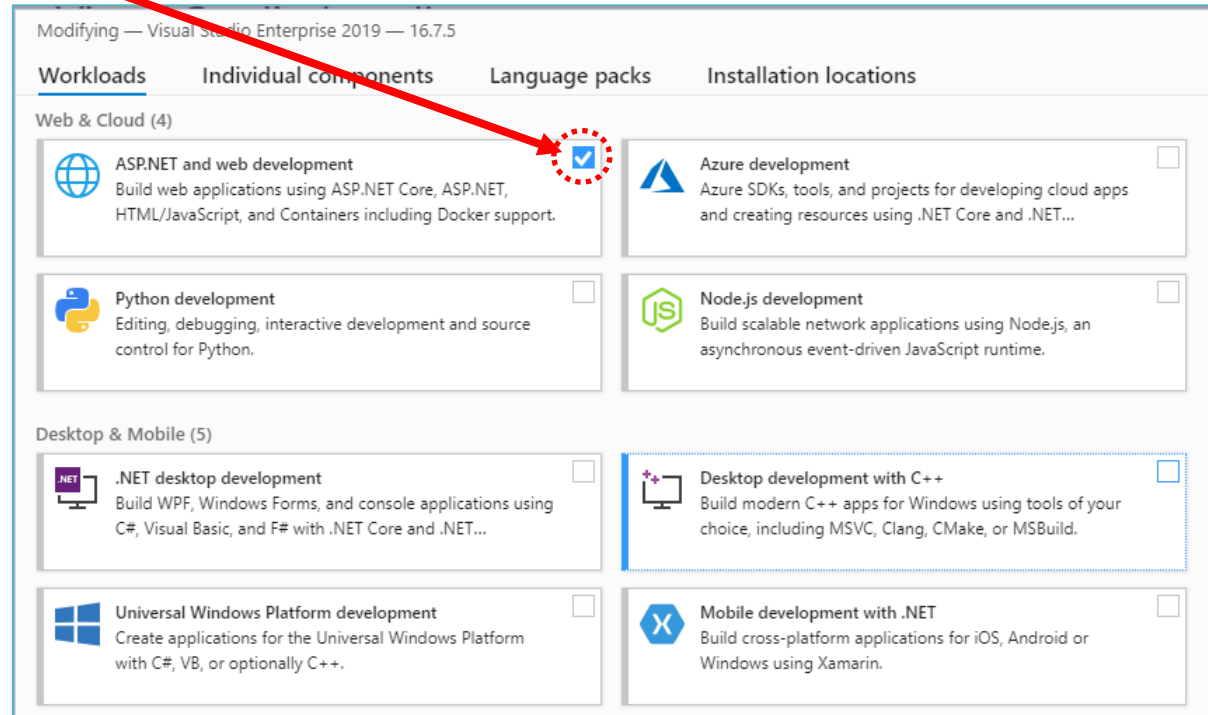 Modifying — Visual Studio Enterprise 2019 — 16.7.5
Workloads Individual components Language packs Installation locations
Web & Cloud (4)
ASP.NET and web development
Build web applications using ASP.NET Core, ASP.NET,
HTML/JavaScript, and Containers including Docker support.
Azure development
Azure SDKs, tools, and projects for developing cloud apps
and creating resources using .NET Core and .NET...
Python development
Editing, debugging, interactive development and source
control for Python.
JS
Node.js development
Build scalable network applications using Node.js, an
asynchronous event-driven JavaScript runtime.
Desktop & Mobile (5)
.NET
.NET desktop development
Build WPF, Windows Forms, and console applications using
C#, Visual Basic, and F# with .NET Core and .NET...
Desktop development with C++
Build modern C++ apps for Windows using tools of your
choice, including MSVC, Clang, CMake, or MSBuild.
Universal Windows Platform development
Create applications for the Universal Windows Platform
with C#, VB, or optionally C++.
Mobile development with .NET
Build cross-platform applications for iOS, Android or
Windows using Xamarin.